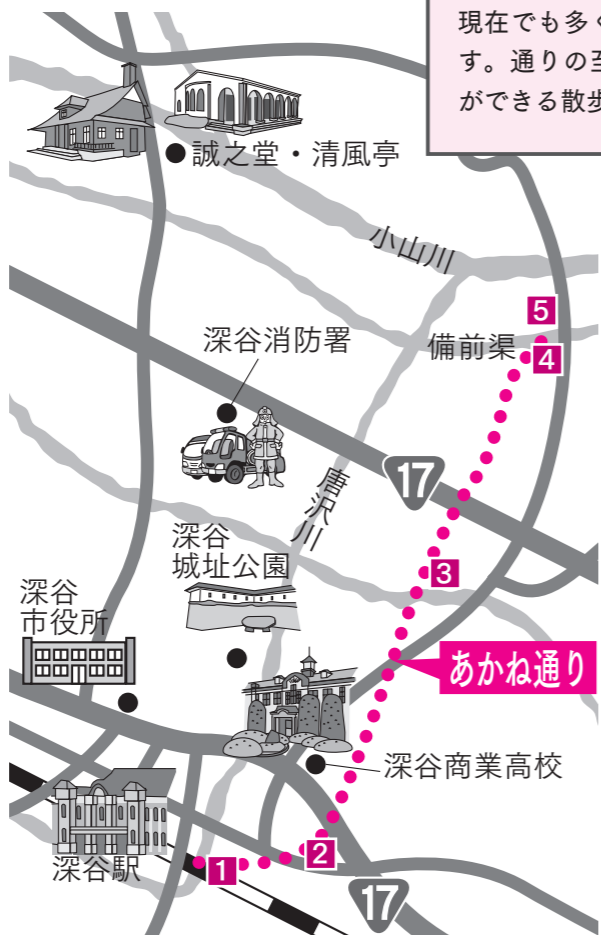 現在でも多く
す。通りの至
ができる散歩
誠之堂・清風亭
小山川
5
備前渠
4
深谷消防署
17
唐沢川
深谷
城址公園
3
深谷
市役所
あかね通り
深谷商業高校
深谷駅
1
2
17